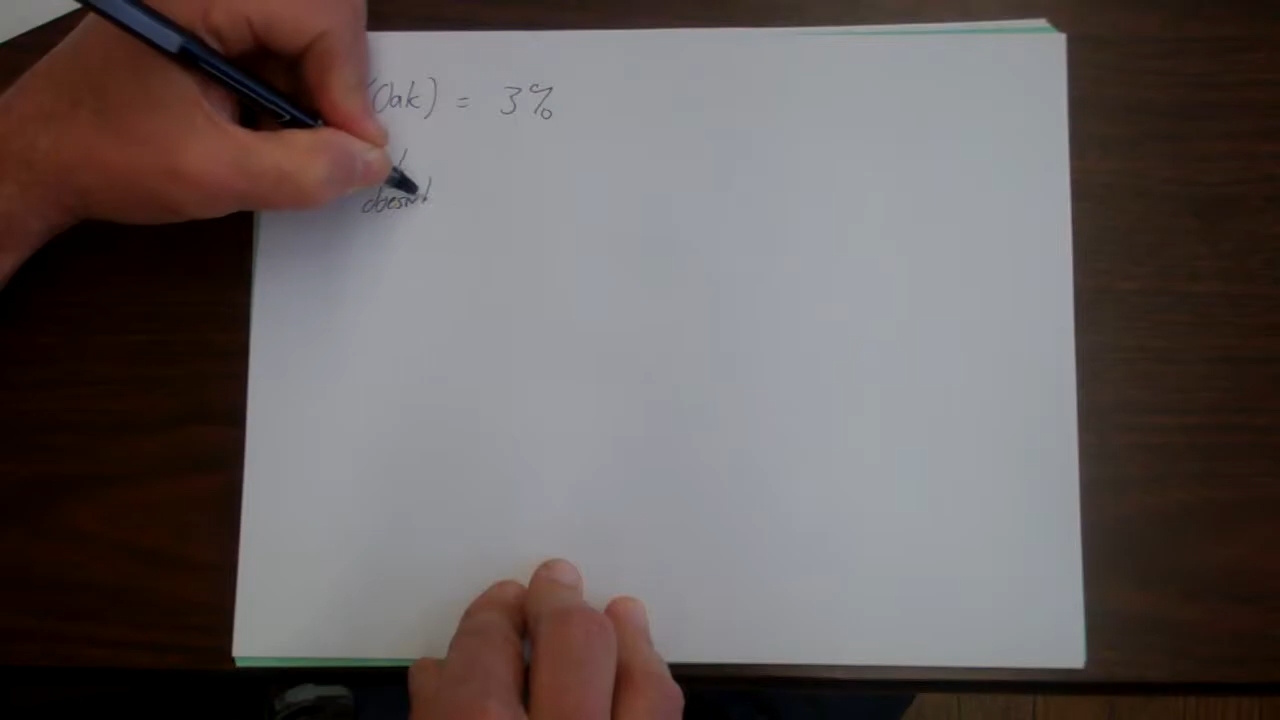 (Oak) = 3%
doesn't